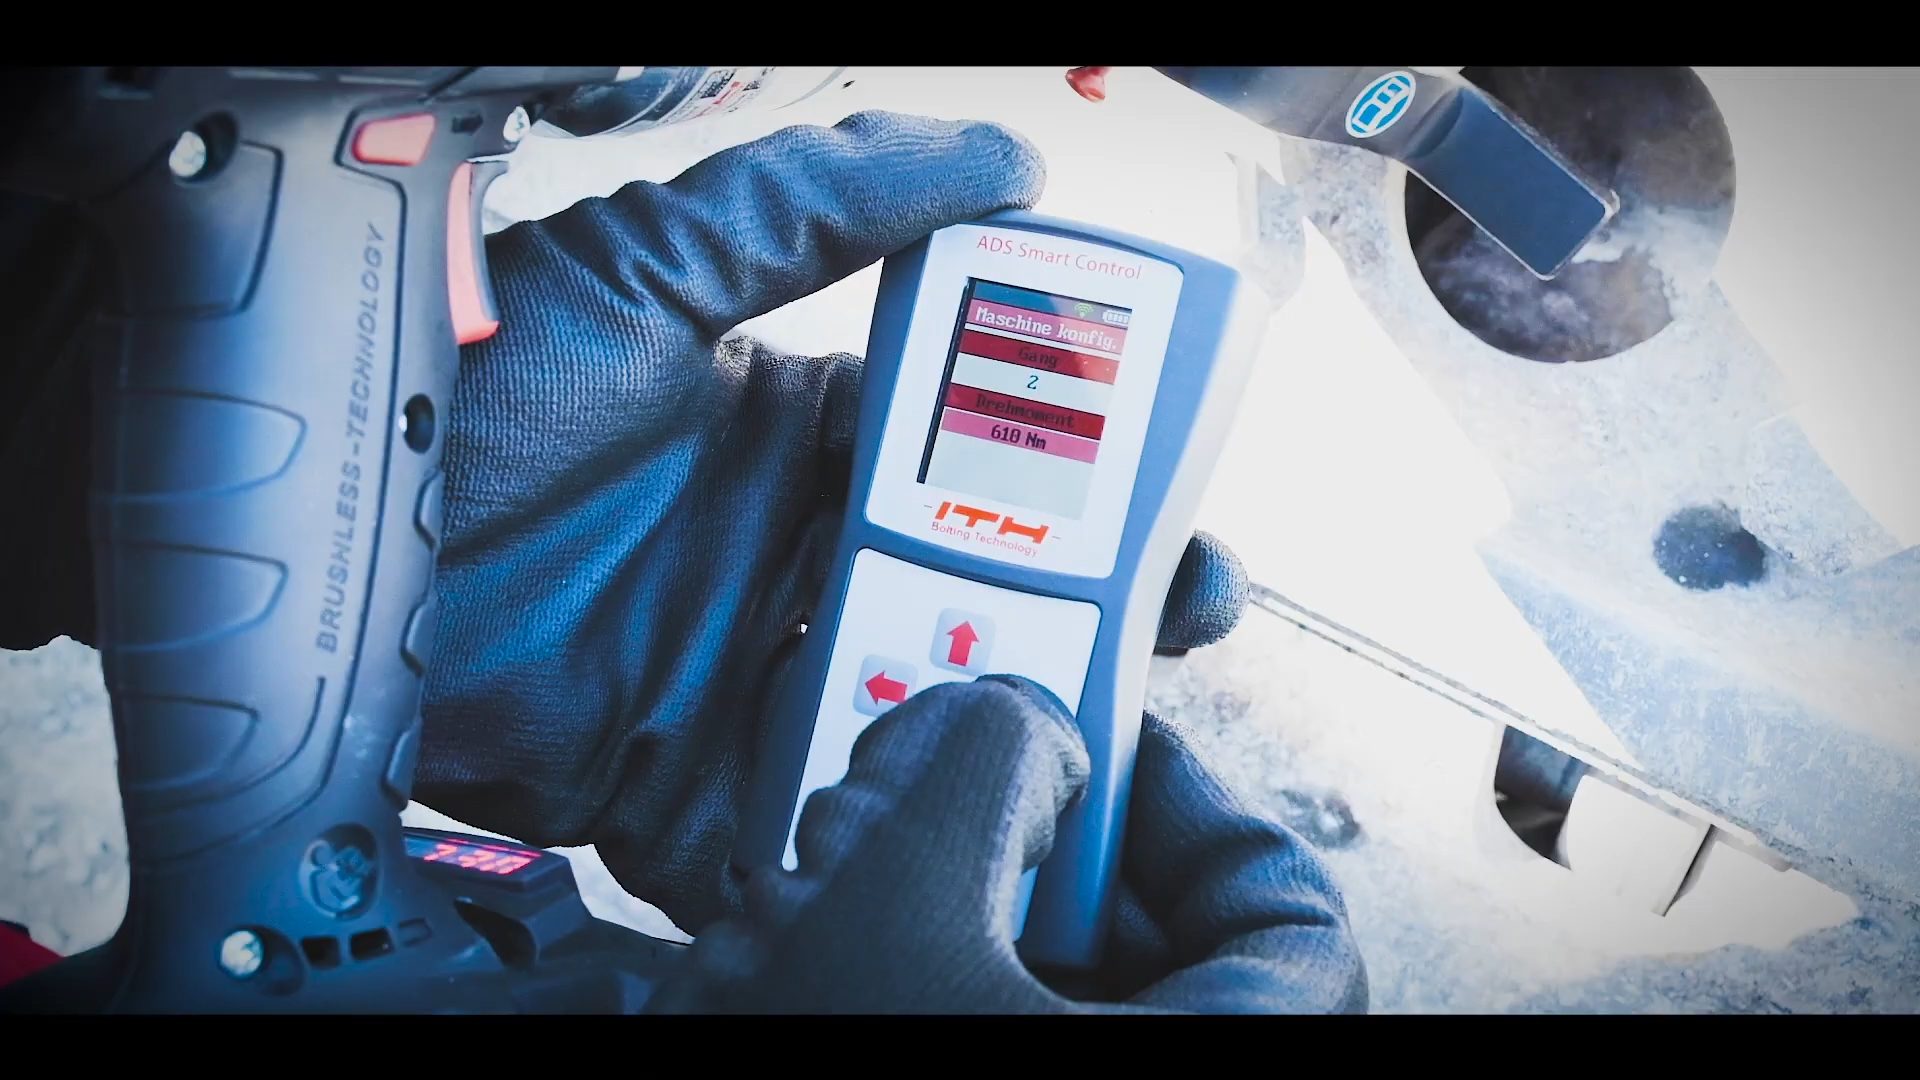 BRUSHLESS-TECHNOLOGY
ADS Smart Control
Maschine konfig.
Gang
2
Drehmoment
610 Nm
ITH
Bolting Technology